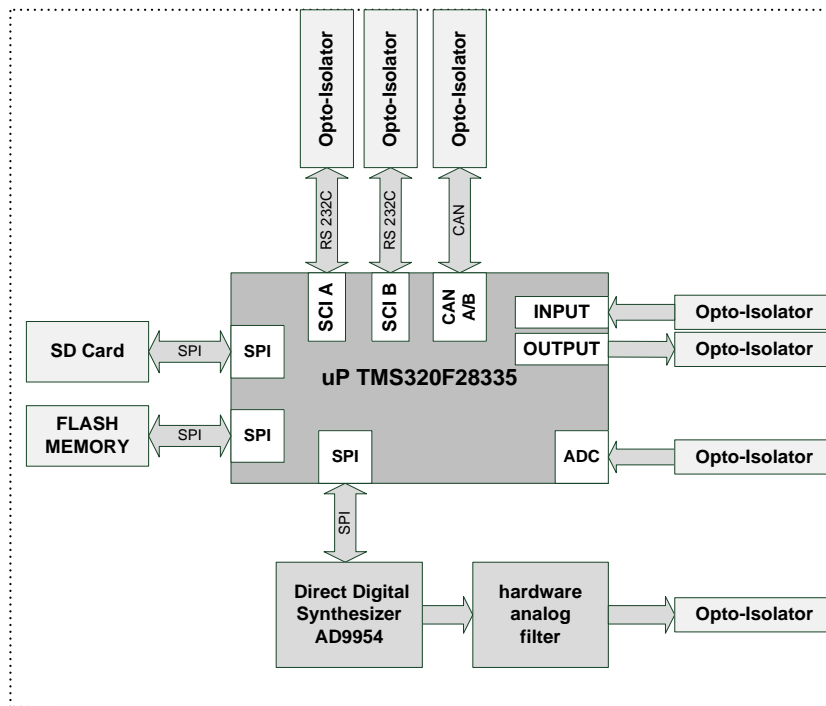 Opto-Isolator
Opto-Isolator
Opto-Isolator
RS 232C
RS 232C
CAN
SCI A
SCI B
CAN
A/B
INPUT
Opto-Isolator
OUTPUT
Opto-Isolator
SD Card
SPI
SPI
uP TMS320F28335
FLASH
MEMORY
SPI
SPI
SPI
ADC
Opto-Isolator
SPI
Direct Digital
Synthesizer
AD9954
hardware
analog
filter
Opto-Isolator